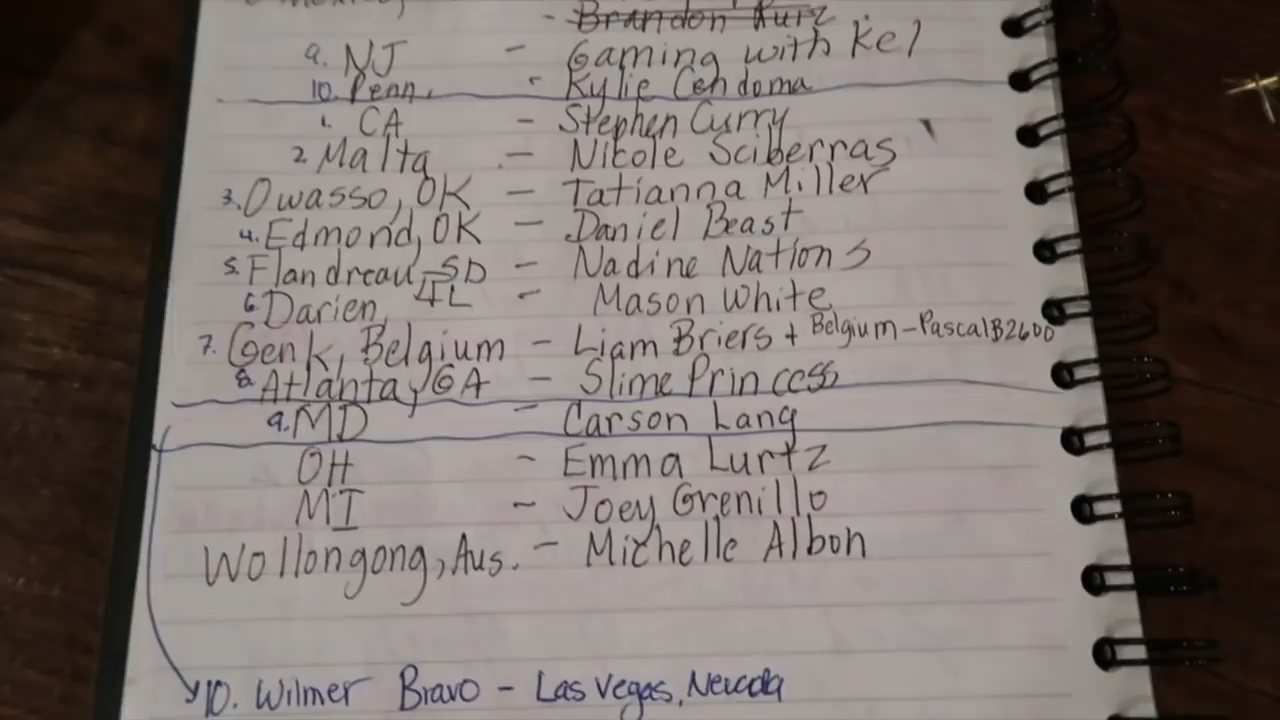 - Brandon Kurz
9. NJ - Gaming with Kel
10. Penn. - Kylie Cendoma
1. CA - Stephen Curry
2. Malta - Nicole Sciberras
3. Owasso, OK - Tatianna Miller
4. Edmond, OK - Daniel Beast
5. Flandreau, SD - Nadine Nations
6. Darien, IL - Mason White
7. Genk, Belgium - Liam Briers + Belgium-PascalB2600
8. Atlanta, GA - Slime Princess
9. MD - Carson Lang
OH - Emma Lurtz
MI - Joey Grenillo
Wollongong, Aus. - Michelle Albon
10. Wilmer Bravo - Las Vegas, Nevada